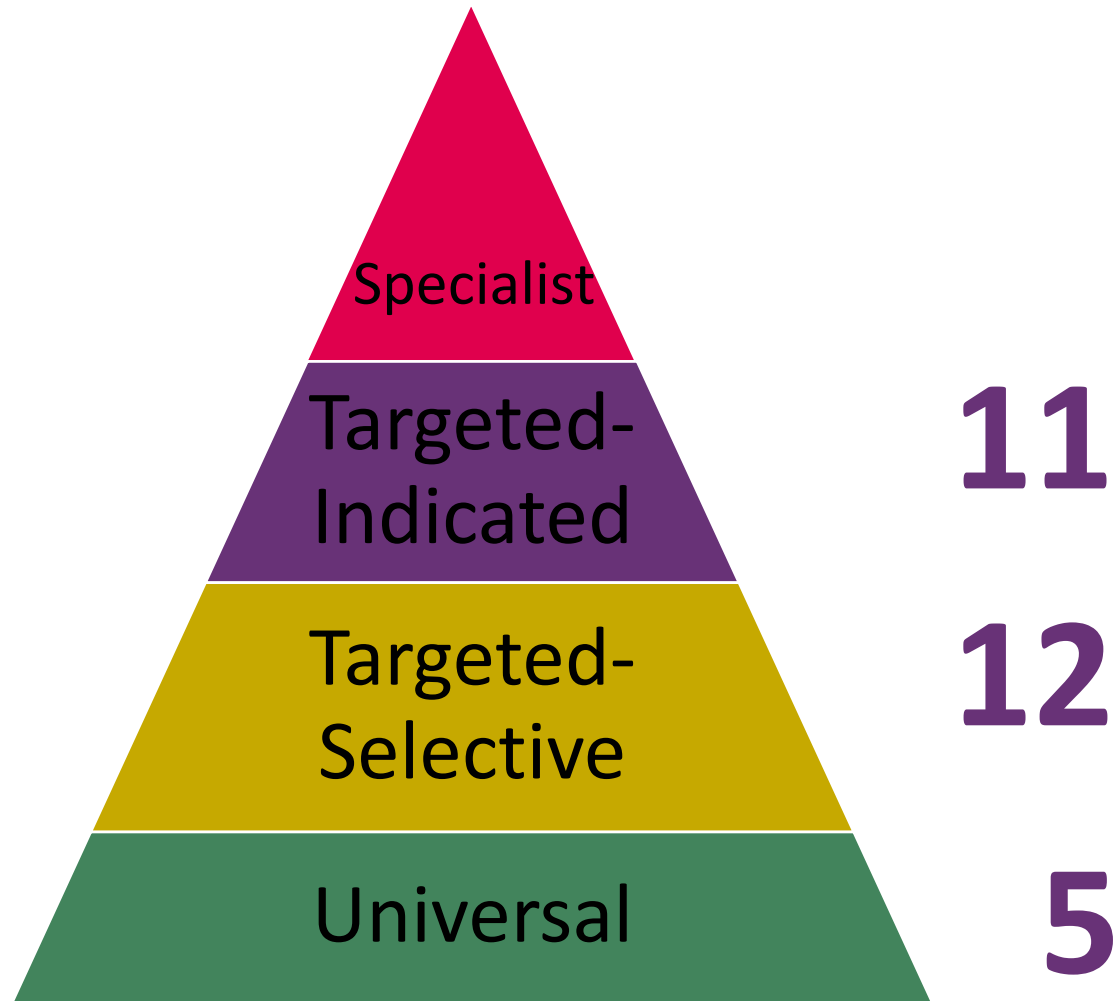 Specialist
Targeted-
Indicated
11
Targeted-
Selective
12
Universal
5